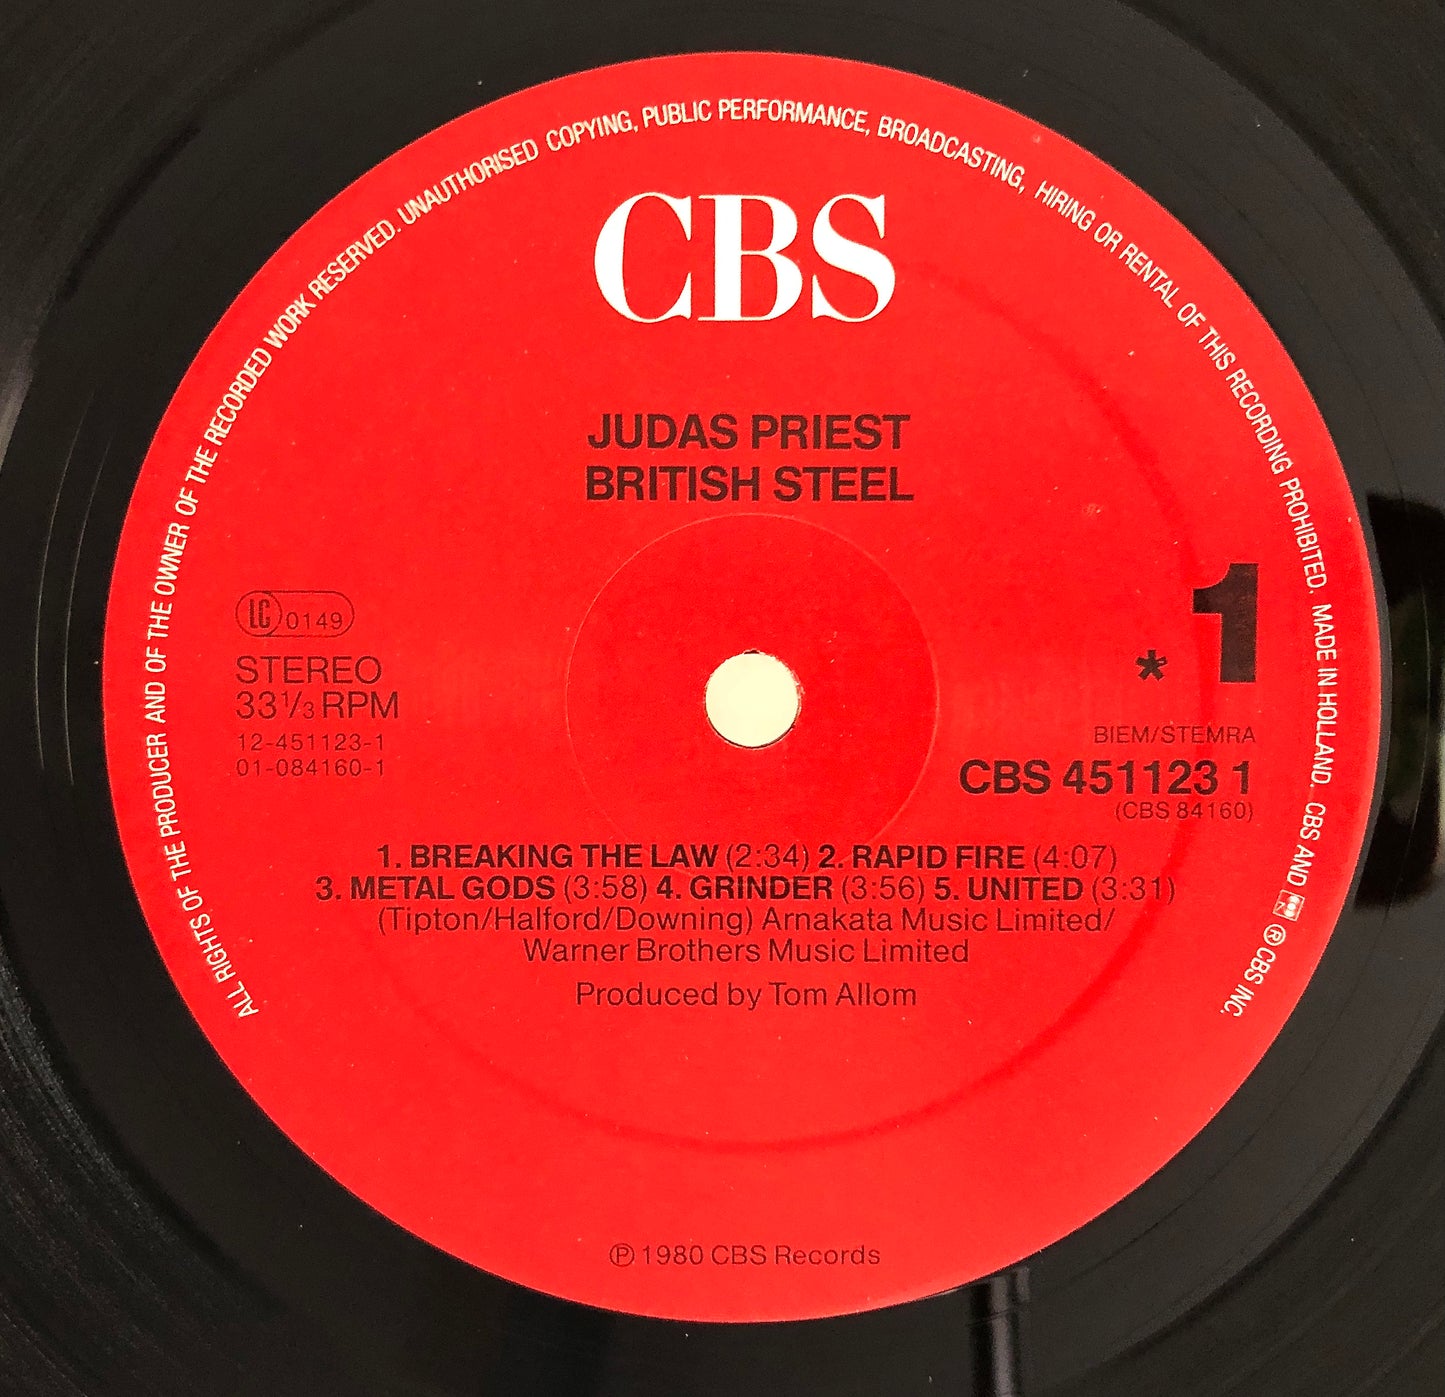 ALL RIGHTS OF THE PRODUCER AND OF THE OWNER OF THE RECORDED WORK RESERVED. UNAUTHORISED COPYING, PUBLIC PERFORMANCE, BROADCASTING, HIRING OR RENTAL OF THIS RECORDING PROHIBITED. MADE IN HOLLAND. CBS AND ® CBS INC.
CBS
JUDAS PRIEST
BRITISH STEEL
LC 0149
STEREO
33 1/3 RPM
12-451123-1
01-084160-1
* 1
BIEM/STEMRA
CBS 451123 1
(CBS 84160)
1. BREAKING THE LAW (2:34) 2. RAPID FIRE (4:07)
3. METAL GODS (3:58) 4. GRINDER (3:56) 5. UNITED (3:31)
(Tipton/Halford/Downing) Arnakata Music Limited/
Warner Brothers Music Limited
Produced by Tom Allom
℗ 1980 CBS Records